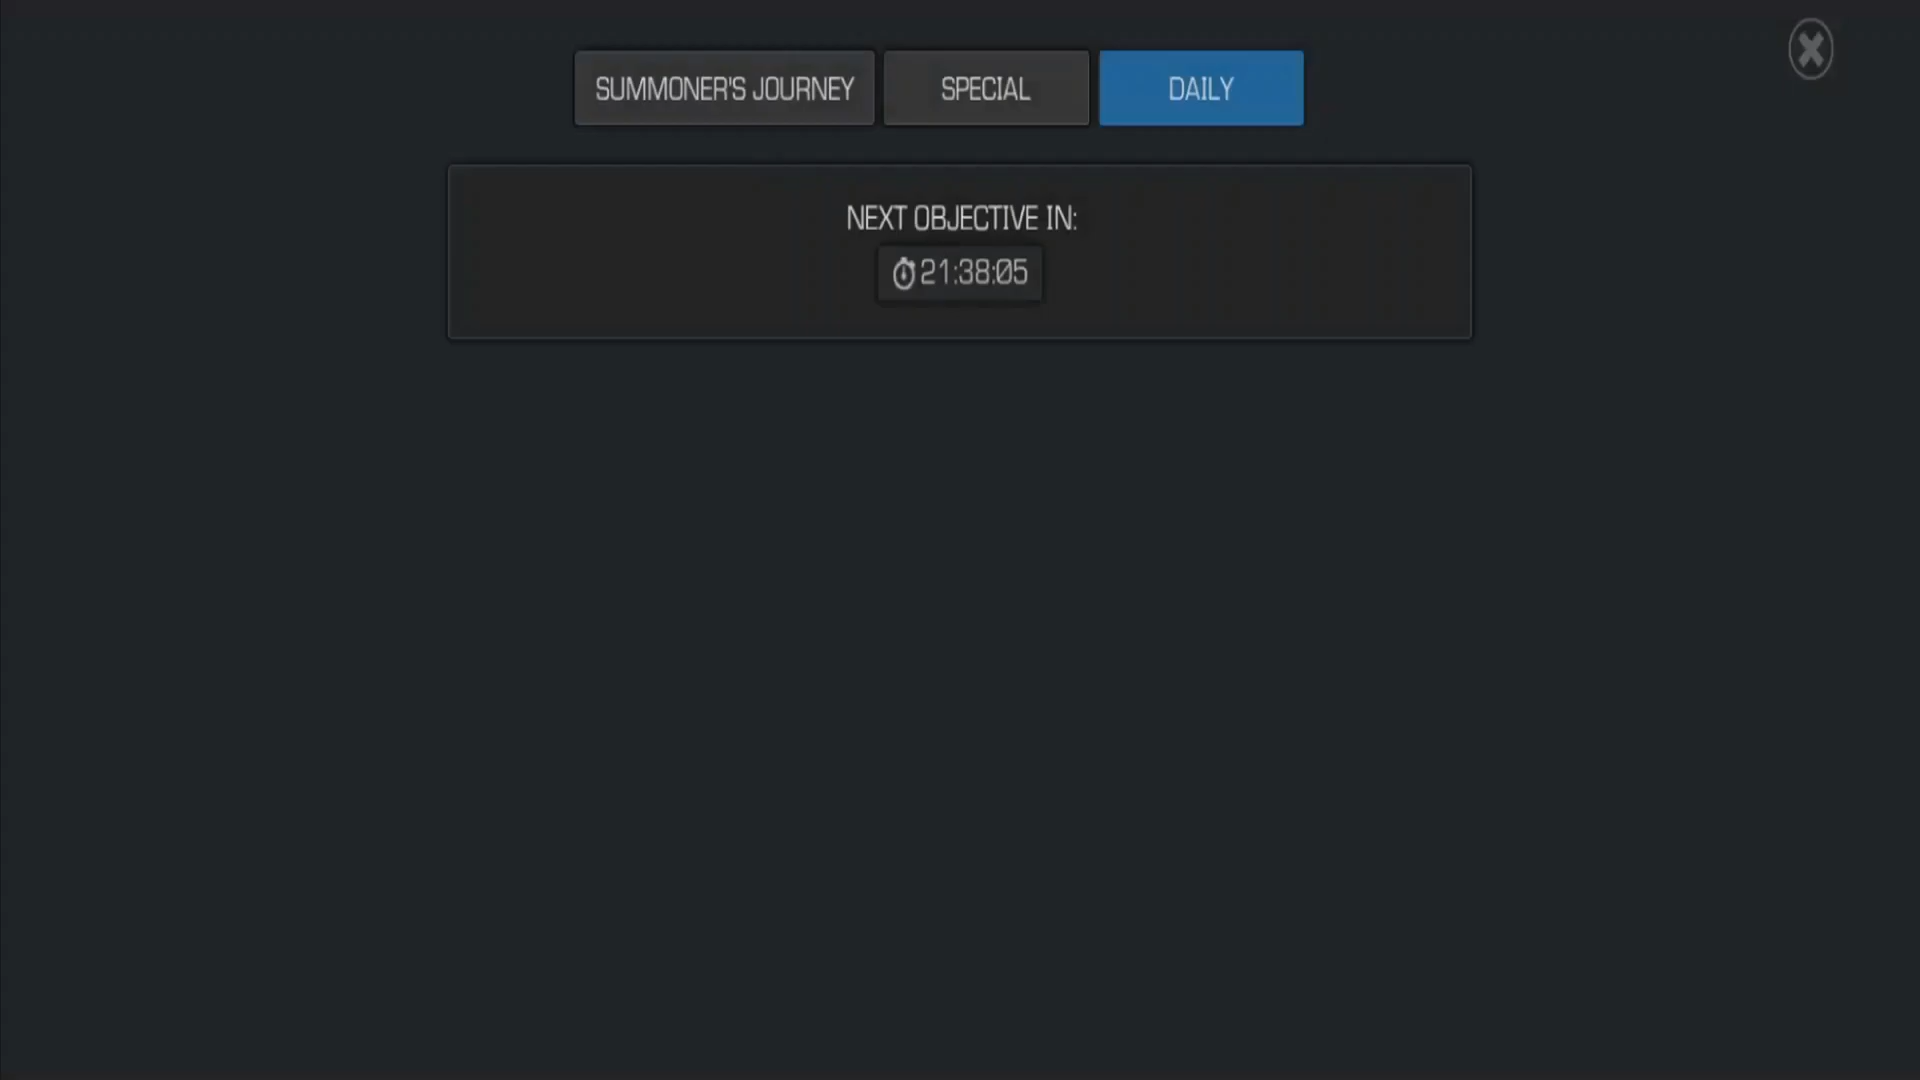 SUMMONER'S JOURNEY
SPECIAL
DAILY
NEXT OBJECTIVE IN:
21:38:05